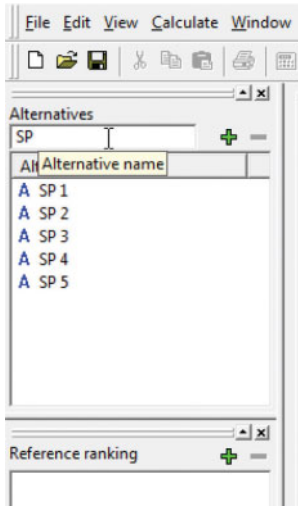 File Edit View Calculate Window
Alternatives
SP
Alternative name
A SP 1
A SP 2
A SP 3
A SP 4
A SP 5
Reference ranking